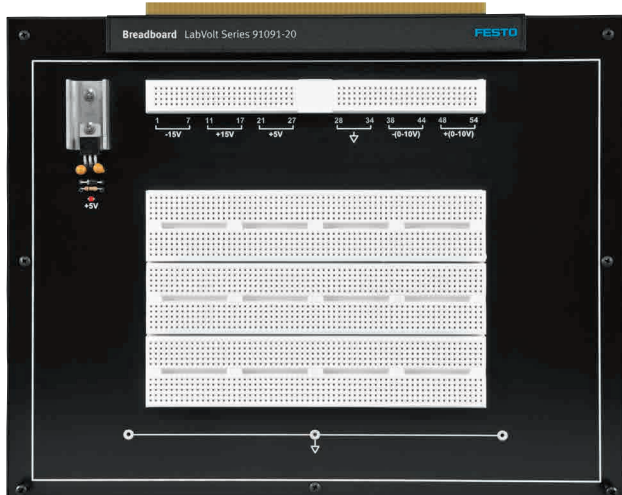 Breadboard LabVolt Series 91091-20
FESTO
1 7 11 17 21 27 28 34 38 44 48 54
-15V +15V +5V -(0-10V) +(0-10V)
+5V